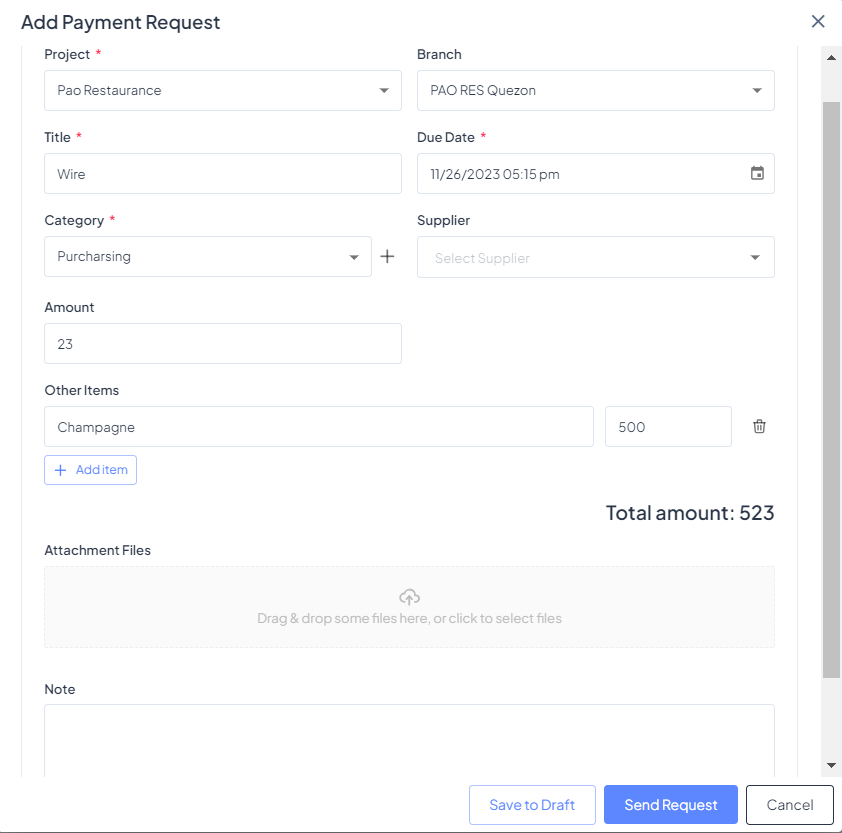 Add Payment Request
Project *
Branch
Pao Restaurance
PAO RES Quezon
Title *
Due Date *
Wire
11/26/2023 05:15 pm
Category *
Supplier
Purcharsing
Select Supplier
Amount
23
Other Items
Champagne
500
Add item
Total amount: 523
Attachment Files
Drag & drop some files here, or click to select files
Note
Save to Draft
Send Request
Cancel